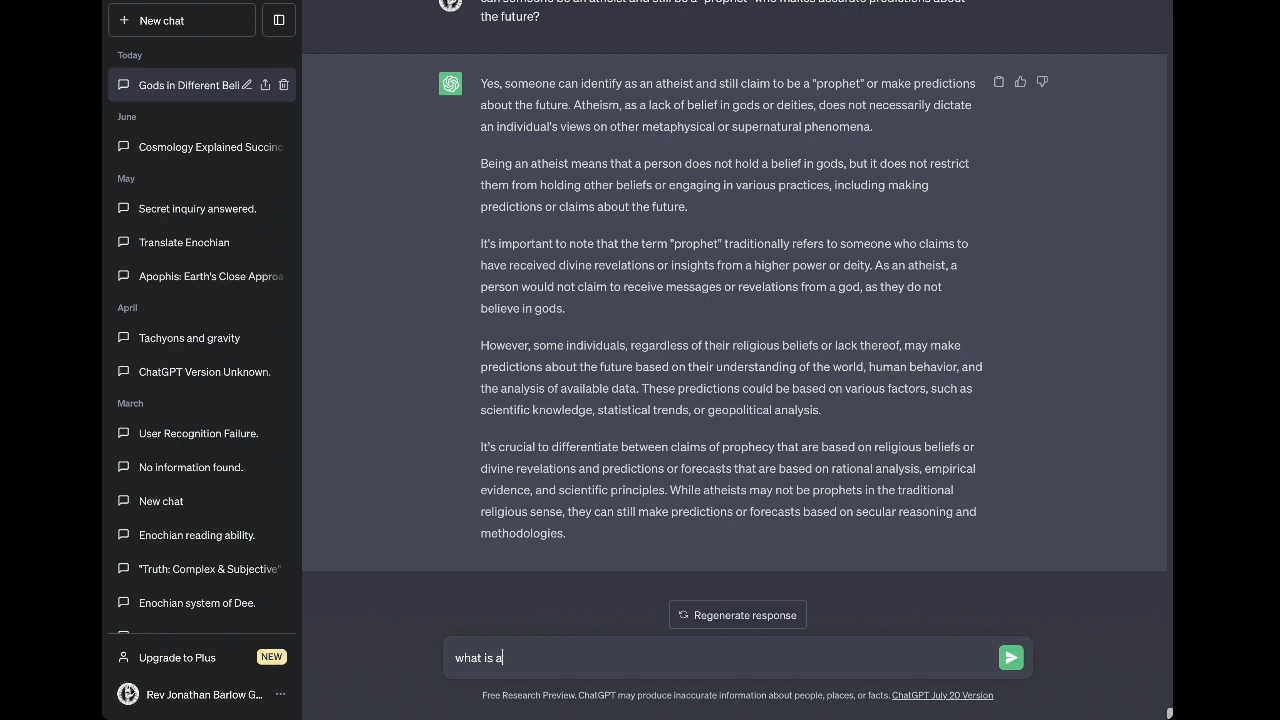 New chat
Today
Gods in Different Beli
June
Cosmology Explained Succinc
May
Secret inquiry answered.
Translate Enochian
Apophis: Earth's Close Approa
April
Tachyons and gravity
ChatGPT Version Unknown.
March
User Recognition Failure.
No information found.
New chat
Enochian reading ability.
"Truth: Complex & Subjective"
Enochian system of Dee.
Upgrade to Plus NEW
Rev Jonathan Barlow G...
can someone be an atheist and still be a "prophet" who makes accurate predictions about
the future?
Yes, someone can identify as an atheist and still claim to be a "prophet" or make predictions
about the future. Atheism, as a lack of belief in gods or deities, does not necessarily dictate
an individual's views on other metaphysical or supernatural phenomena.
Being an atheist means that a person does not hold a belief in gods, but it does not restrict
them from holding other beliefs or engaging in various practices, including making
predictions or claims about the future.
It's important to note that the term "prophet" traditionally refers to someone who claims to
have received divine revelations or insights from a higher power or deity. As an atheist, a
person would not claim to receive messages or revelations from a god, as they do not
believe in gods.
However, some individuals, regardless of their religious beliefs or lack thereof, may make
predictions about the future based on their understanding of the world, human behavior, and
the analysis of available data. These predictions could be based on various factors, such as
scientific knowledge, statistical trends, or geopolitical analysis.
It's crucial to differentiate between claims of prophecy that are based on religious beliefs or
divine revelations and predictions or forecasts that are based on rational analysis, empirical
evidence, and scientific principles. While atheists may not be prophets in the traditional
religious sense, they can still make predictions or forecasts based on secular reasoning and
methodologies.
Regenerate response
what is a
Free Research Preview. ChatGPT may produce inaccurate information about people, places, or facts. ChatGPT July 20 Version